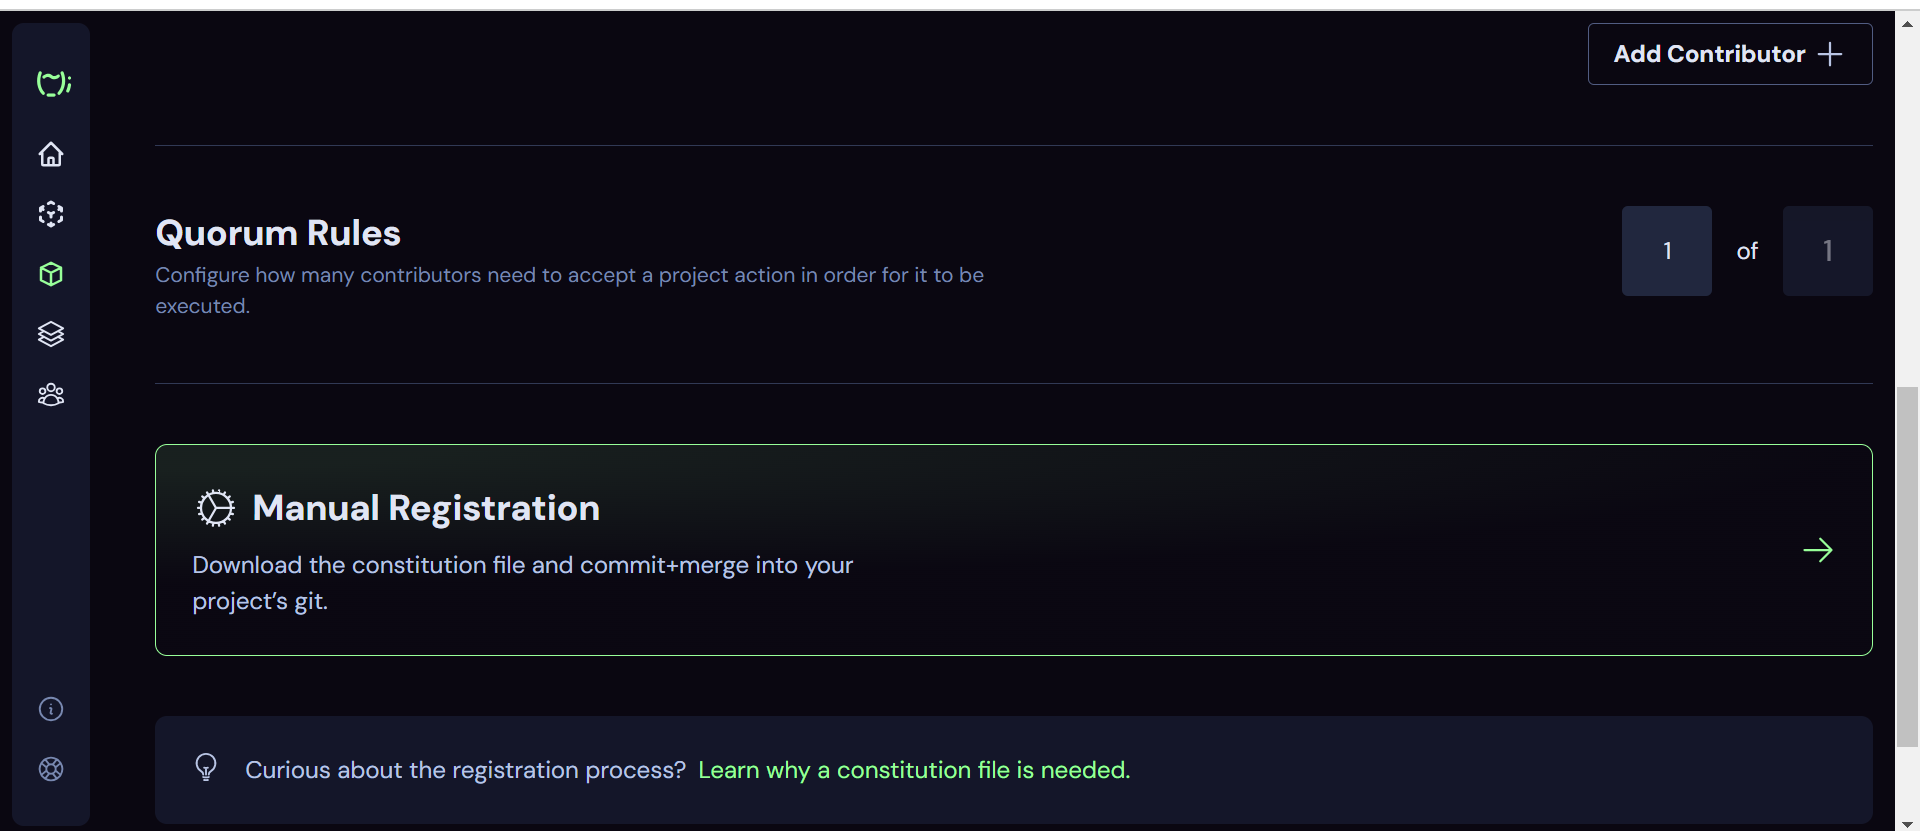 Add Contributor
Quorum Rules
Configure how many contributors need to accept a project action in order for it to be
executed.
1 of 1
Manual Registration
Download the constitution file and commit+merge into your
project’s git.
Curious about the registration process? Learn why a constitution file is needed.